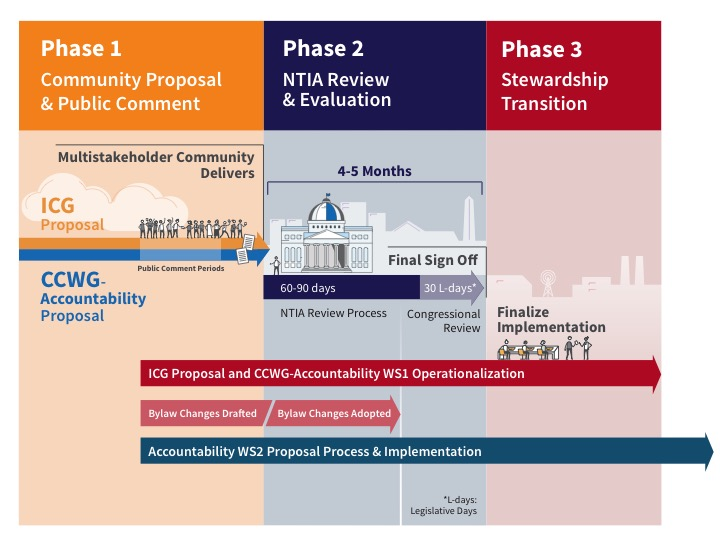 Phase 1
Community Proposal
& Public Comment
Phase 2
NTIA Review
& Evaluation
Phase 3
Stewardship
Transition
Multistakeholder Community
Delivers
ICG
Proposal
Public Comment Periods
CCWG-
Accountability
Proposal
4-5 Months
Final Sign Off
60-90 days
30 L-days*
NTIA Review Process
Congressional
Review
Finalize
Implementation
ICG Proposal and CCWG-Accountability WS1 Operationalization
Bylaw Changes Drafted
Bylaw Changes Adopted
Accountability WS2 Proposal Process & Implementation
*L-days:
Legislative Days